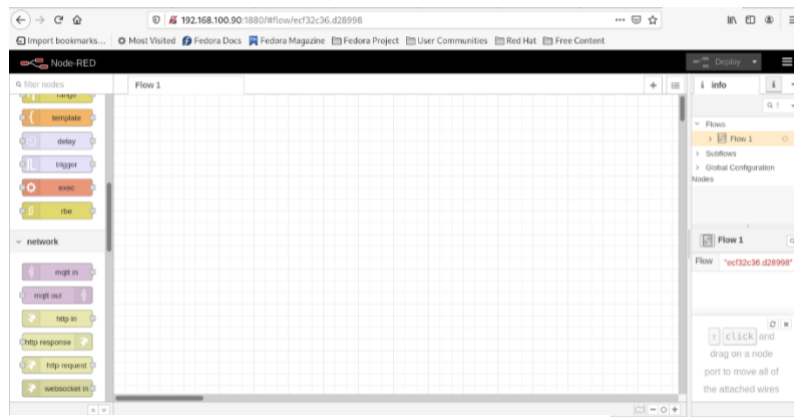 192.168.100.90:1880/#flow/ecf32c36.d28998
Import bookmarks...
Most Visited
Fedora Docs
Fedora Magazine
Fedora Project
User Communities
Red Hat
Free Content
Node-RED
Deploy
filter nodes
Flow 1
info
i
range
template
delay
trigger
exec
rbe
network
mqtt in
mqtt out
http in
http response
http request
websocket in
Flows
Flow 1
Subflows
Global Configuration
Nodes
Flow 1
Flow "ecf32c36.d28998"
click and
drag on a node
port to move all of
the attached wires